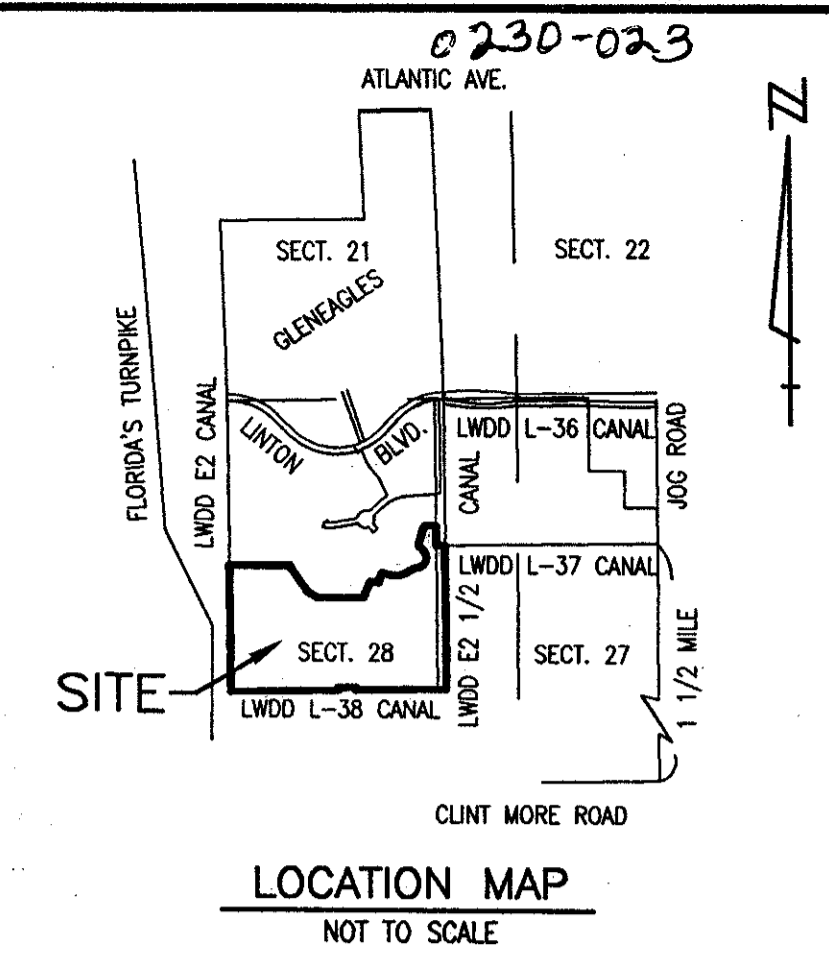 0230-023
ATLANTIC AVE.
N
SECT. 21
SECT. 22
GLENEAGLES
FLORIDA'S TURNPIKE
LWDD E2 CANAL
LINTON BLVD.
LWDD L-36 CANAL
CANAL
JOG ROAD
LWDD L-37 CANAL
LWDD E2 1/2
SECT. 28
SECT. 27
1 1/2 MILE
SITE
LWDD L-38 CANAL
CLINT MORE ROAD
LOCATION MAP
NOT TO SCALE